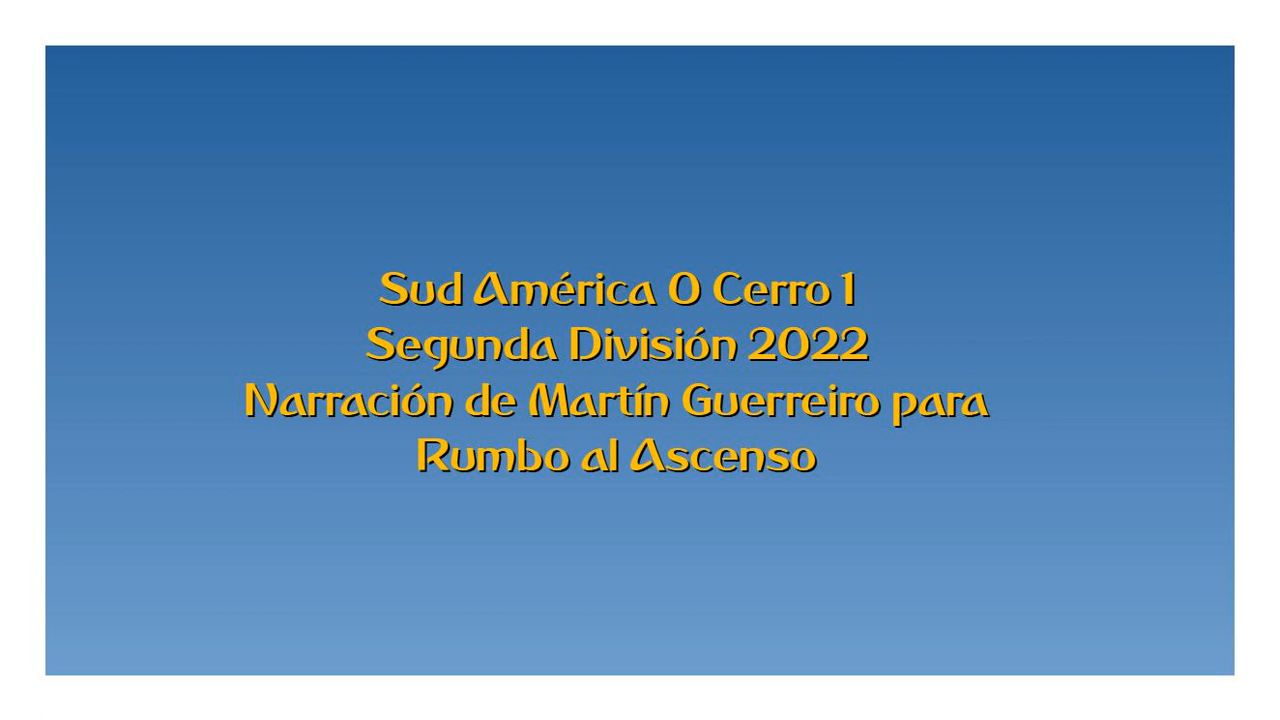 Sud América 0 Cerro 1
Segunda División 2022
Narración de Martín Guerreiro para
Rumbo al Ascenso